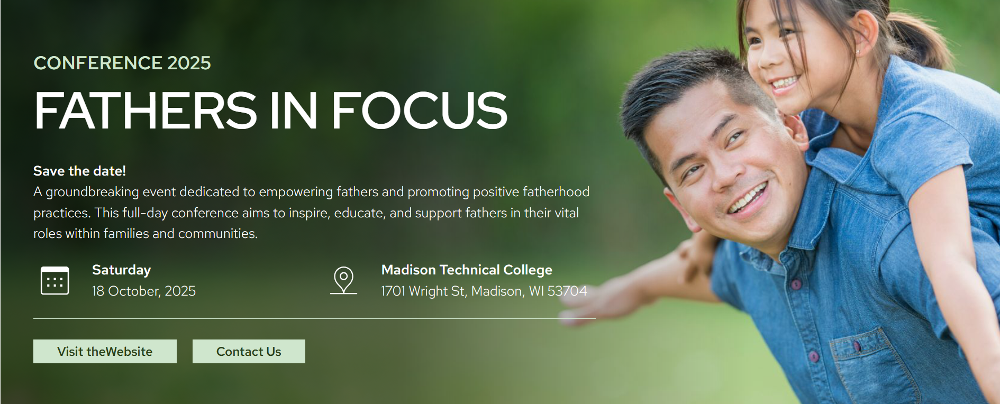 CONFERENCE 2025
FATHERS IN FOCUS
Save the date!
A groundbreaking event dedicated to empowering fathers and promoting positive fatherhood
practices. This full-day conference aims to inspire, educate, and support fathers in their vital
roles within families and communities.
Saturday
18 October, 2025
Madison Technical College
1701 Wright St, Madison, WI 53704
Visit theWebsite
Contact Us